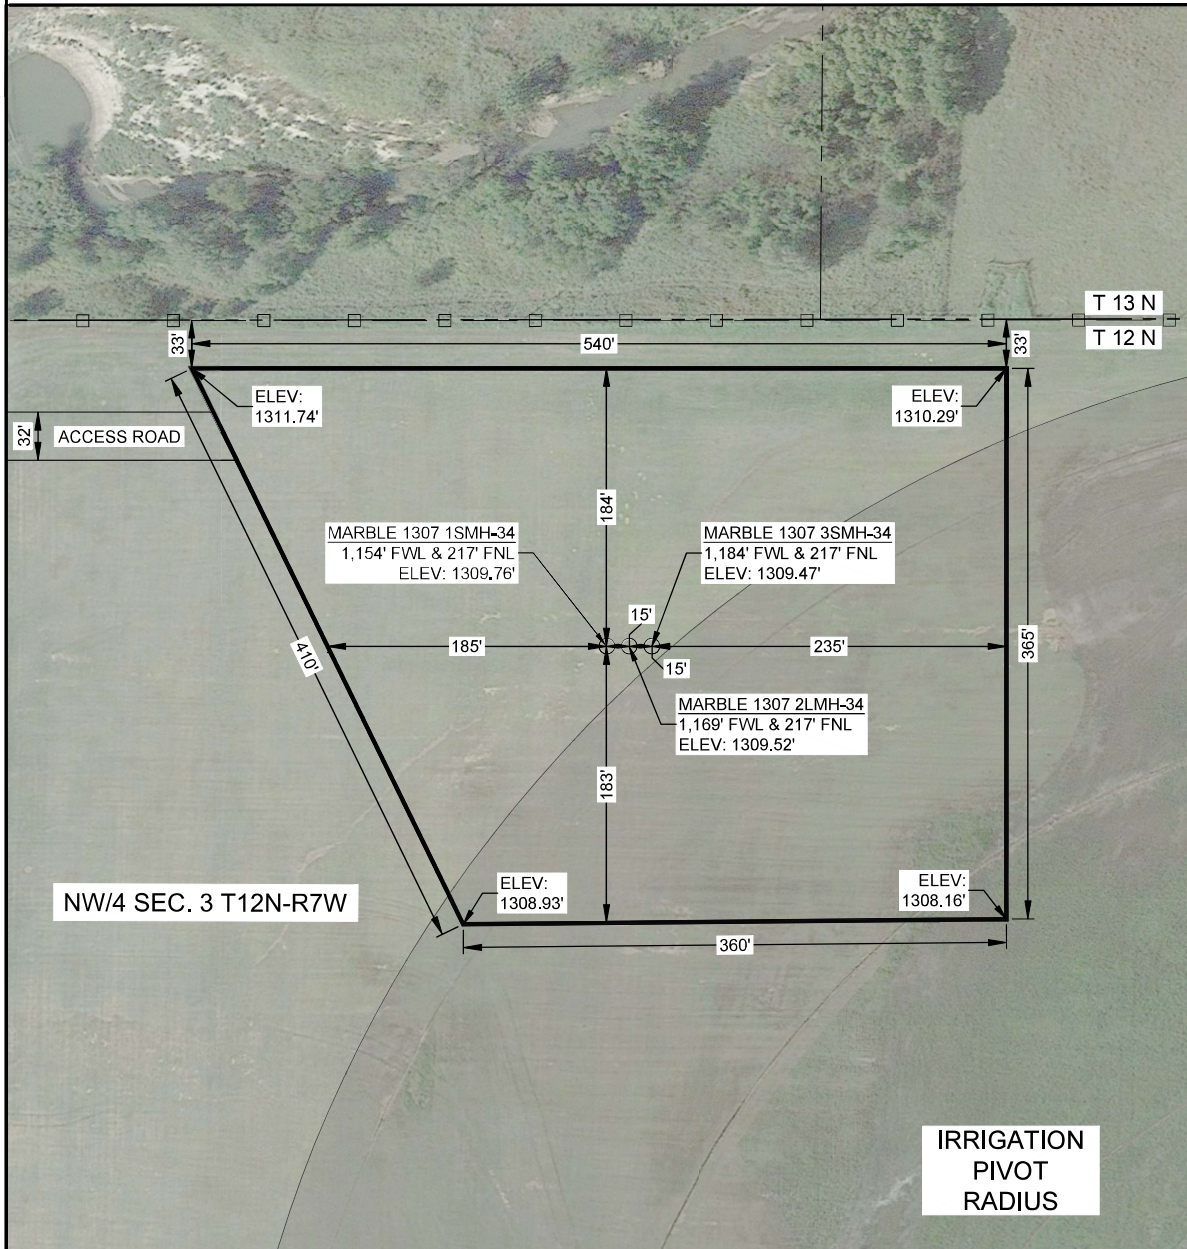 T 13 N
T 12 N
33'
540'
33'
ELEV:
1311.74'
ELEV:
1310.29'
32'
ACCESS ROAD
184'
MARBLE 1307 1SMH-34
1,154' FWL & 217' FNL
ELEV: 1309.76'
MARBLE 1307 3SMH-34
1,184' FWL & 217' FNL
ELEV: 1309.47'
15'
185'
235'
365'
410'
15'
MARBLE 1307 2LMH-34
1,169' FWL & 217' FNL
ELEV: 1309.52'
183'
NW/4 SEC. 3 T12N-R7W
ELEV:
1308.93'
ELEV:
1308.16'
360'
IRRIGATION
PIVOT
RADIUS